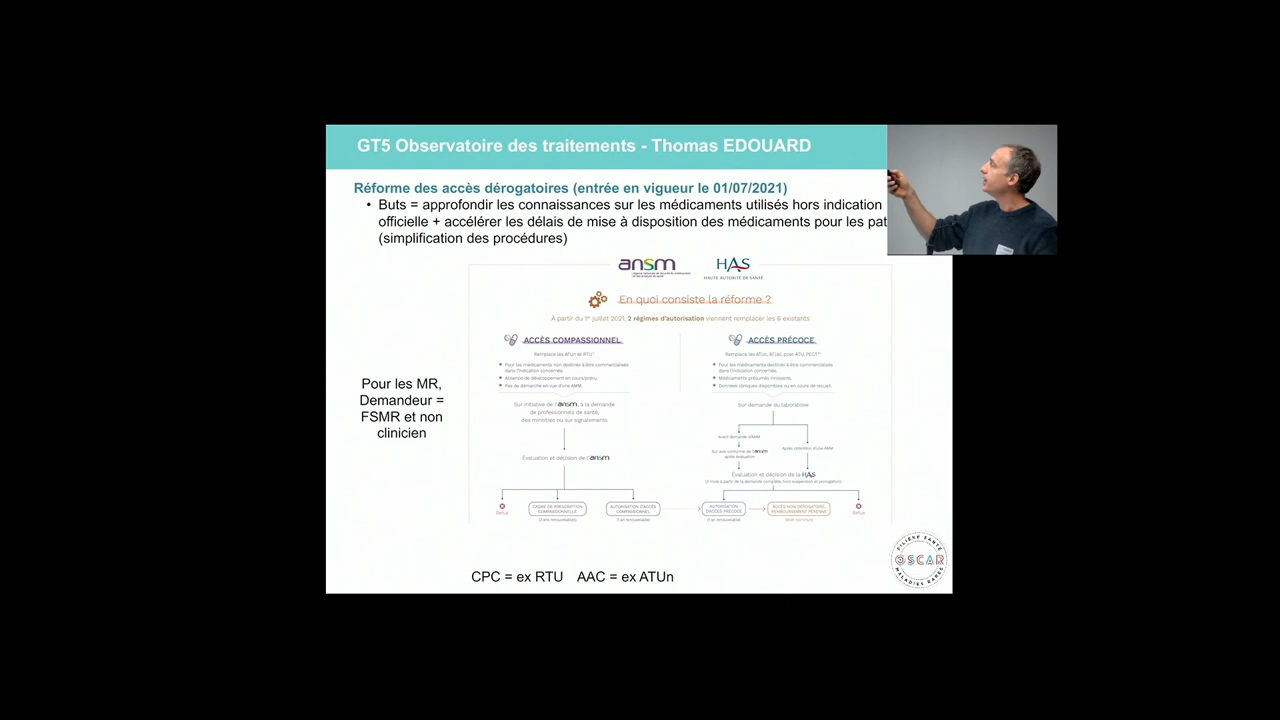 GT5 Observatoire des traitements - Thomas EDOUARD
Réforme des accès dérogatoires (entrée en vigueur le 01/07/2021)
• Buts = approfondir les connaissances sur les médicaments utilisés hors indication
officielle + accélérer les délais de mise à disposition des médicaments pour les pat
(simplification des procédures)
ansm
HAS
HAUTE AUTORITÉ DE SANTÉ
En quoi consiste la réforme ?
À partir du 1er juillet 2021, 2 régimes d'autorisation viennent remplacer les 6 existants
ACCÈS COMPASSIONNEL
Remplace les ATUn et RTU
Pour les médicaments non destinés à être commercialisés
dans l'indication concernée.
Absence de développement en cours/prévu.
Pas de démarche en vue d'une AMM.
Sur initiative de l'ansm, à la demande
de professionnels de santé,
des ministres ou sur signalements
Évaluation et décision de l'ansm
Refus
CADRE DE PRESCRIPTION
COMPASSIONNELLE
(3 ans renouvelables)
AUTORISATION D'ACCÈS
COMPASSIONNEL
(1 an renouvelable)
ACCÈS PRÉCOCE
Remplace les ATUc, ATUei, post-ATU, PECT
Pour les médicaments destinés à être commercialisés
dans l'indication concernée.
Médicaments présumés innovants.
Données cliniques disponibles ou en cours de recueil.
Sur demande du laboratoire
Avant demande d'AMM
Sur avis conforme de l'ansm
après évaluation
Après obtention d'une AMM
Évaluation et décision de la HAS
(3 mois à partir de la demande complète, hors suspension et prorogation)
AUTORISATION
D'ACCÈS PRÉCOCE
(1 an renouvelable)
ACCÈS NON DÉROGATOIRE,
REMBOURSEMENT PÉRENNE
(droit commun)
Refus
Pour les MR,
Demandeur =
FSMR et non
clinicien
CPC = ex RTU AAC = ex ATUn
FILIÈRE SANTÉ
OSCAR
MALADIES RARES